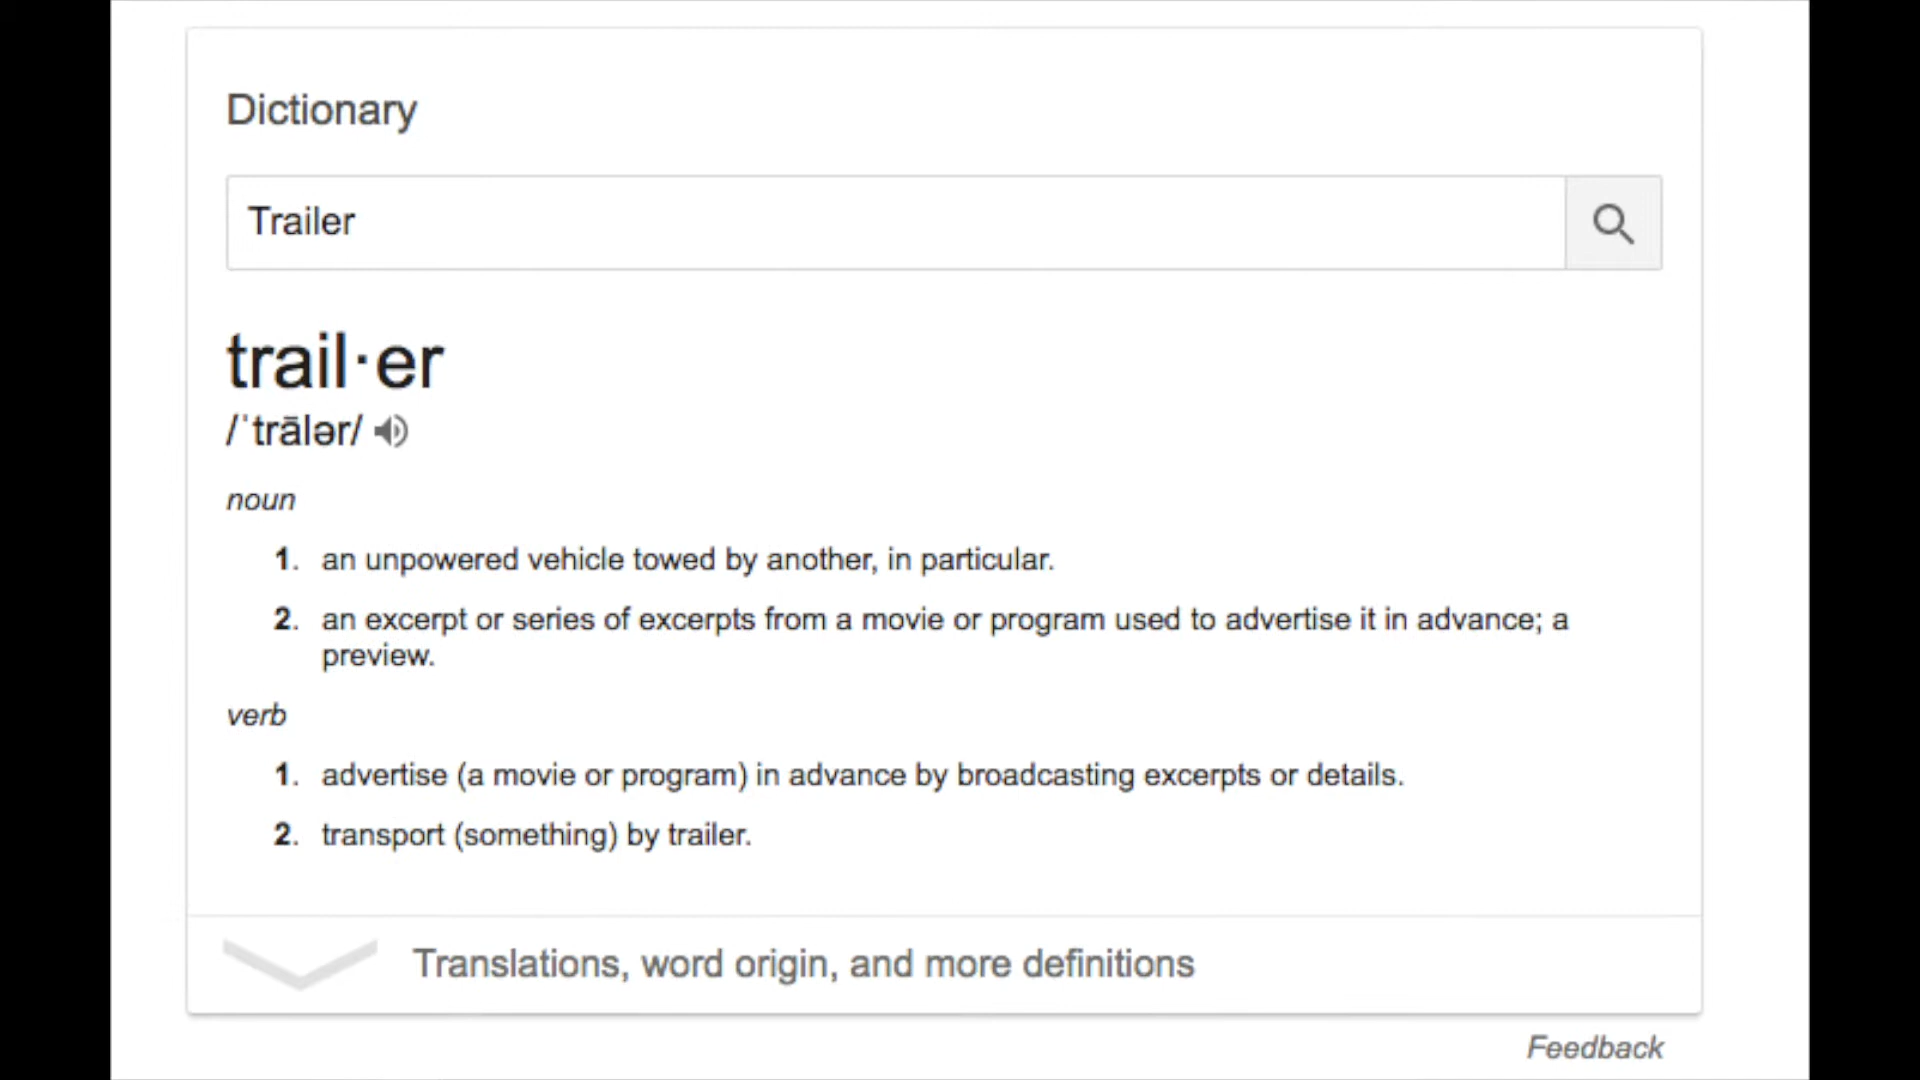 Dictionary
Trailer
trail·er
/ˈtrālər/
noun
1. an unpowered vehicle towed by another, in particular.
2. an excerpt or series of excerpts from a movie or program used to advertise it in advance; a
preview.
verb
1. advertise (a movie or program) in advance by broadcasting excerpts or details.
2. transport (something) by trailer.
Translations, word origin, and more definitions
Feedback